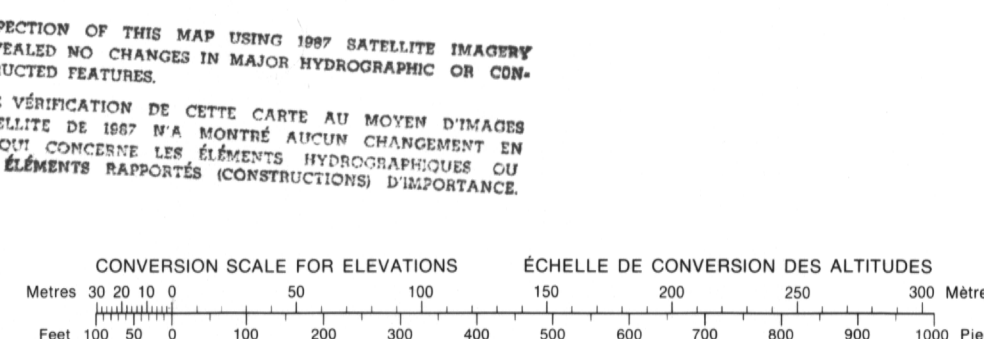 PECTION OF THIS MAP USING 1987 SATELLITE IMAGERY
VEALED NO CHANGES IN MAJOR HYDROGRAPHIC OR CON-
RUCTED FEATURES.
VÉRIFICATION DE CETTE CARTE AU MOYEN D'IMAGES
ELLITE DE 1987 N'A MONTRÉ AUCUN CHANGEMENT EN
QUI CONCERNE LES ÉLÉMENTS HYDROGRAPHIQUES OU
ÉLÉMENTS RAPPORTÉS (CONSTRUCTIONS) D'IMPORTANCE.
CONVERSION SCALE FOR ELEVATIONS ÉCHELLE DE CONVERSION DES ALTITUDES
Metres 30 20 10 0 50 100 150 200 250 300 Mètre
Feet 100 50 0 100 200 300 400 500 600 700 800 900 1000 Pie